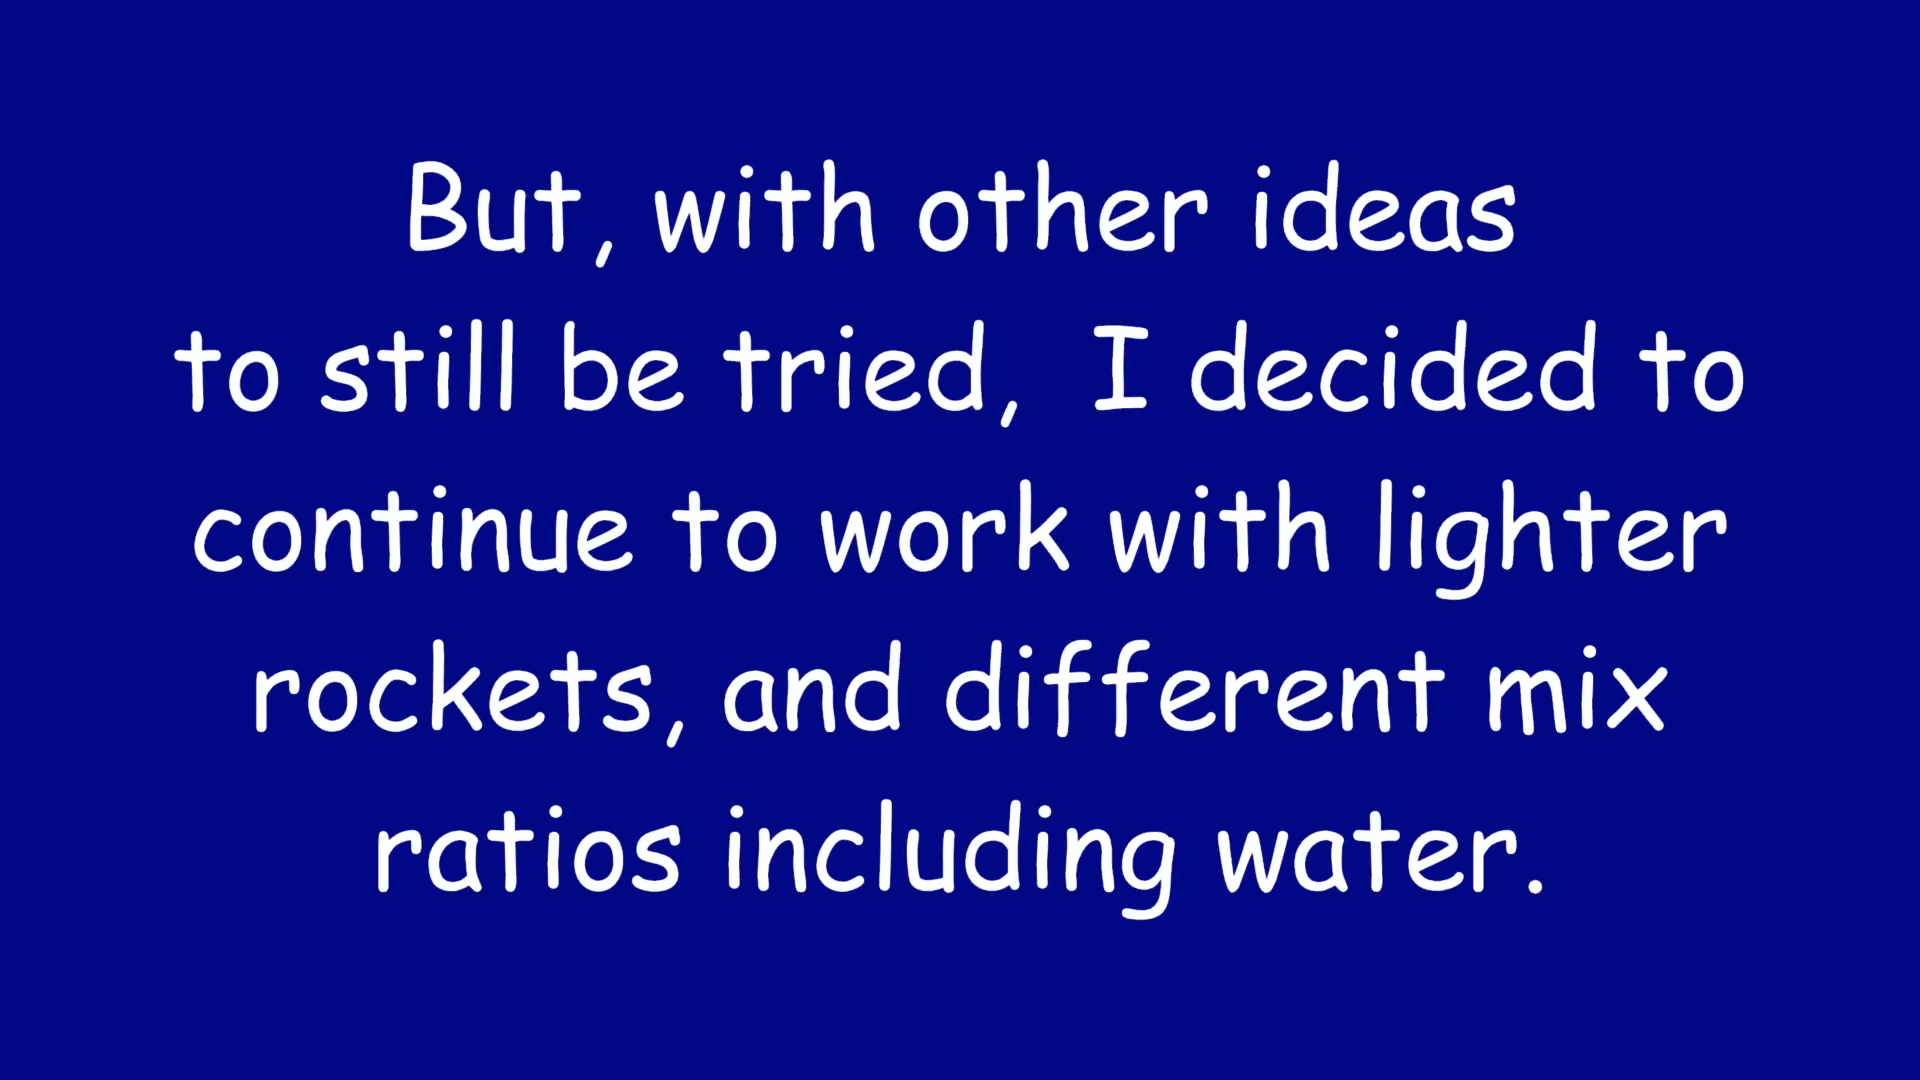 But, with other ideas
to still be tried,  I decided to
continue to work with lighter
rockets, and different mix
ratios including water.